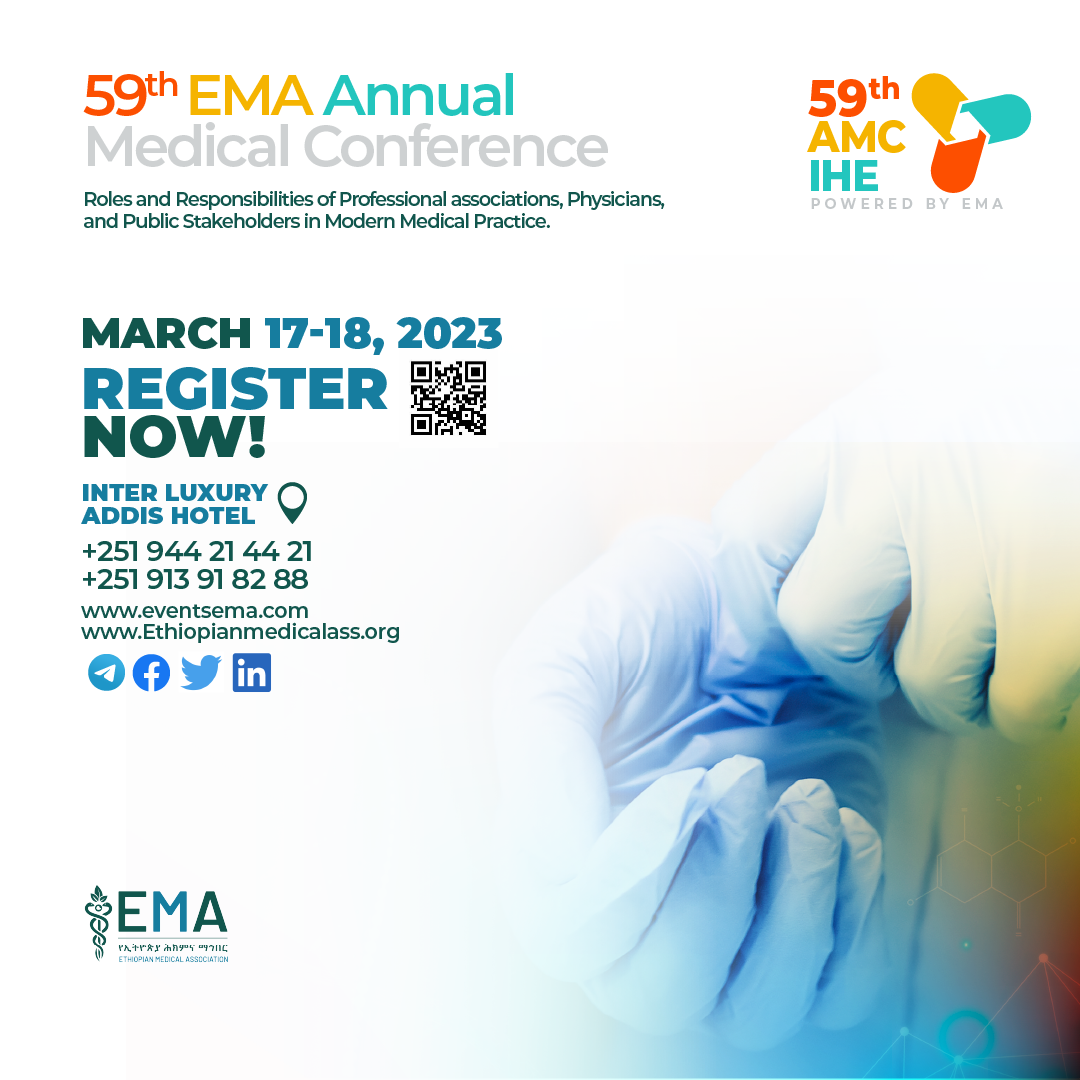 59th EMA Annual
Medical Conference
Roles and Responsibilities of Professional associations, Physicians,
and Public Stakeholders in Modern Medical Practice.
59th
AMC
IHE
POWERED BY EMA
MARCH 17-18, 2023
REGISTER
NOW!
INTER LUXURY
ADDIS HOTEL
+251 944 21 44 21
+251 913 91 82 88
www.eventsema.com
www.Ethiopianmedicalass.org
in
EMA
የኢትዮጵያ ሕክምና ማኅበር
ETHIOPIAN MEDICAL ASSOCIATION